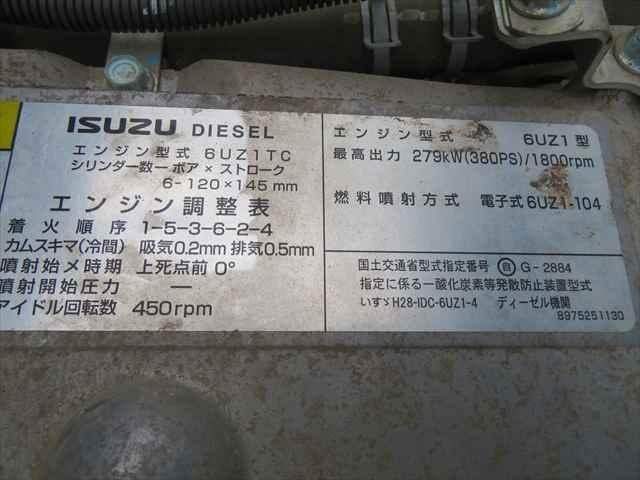 ISUZU DIESEL
エンジン型式 6UZ1TC
シリンダー数－ボア×ストローク
6-120×145mm
エンジン調整表
着火順序 1-5-3-6-2-4
カムスキマ(冷間) 吸気0.2mm 排気0.5mm
噴射始メ時期 上死点前 0°
噴射開始圧力 －
アイドル回転数 450rpm
エンジン型式 6UZ1型
最高出力 279kW(380PS)/1800rpm
燃料噴射方式 電子式6UZ1-104
国土交通省型式指定番号 自 G-2884
指定に係る一酸化炭素等発散防止装置型式
いすゞH28-IDC-6UZ1-4 ディーゼル機関
8975251130